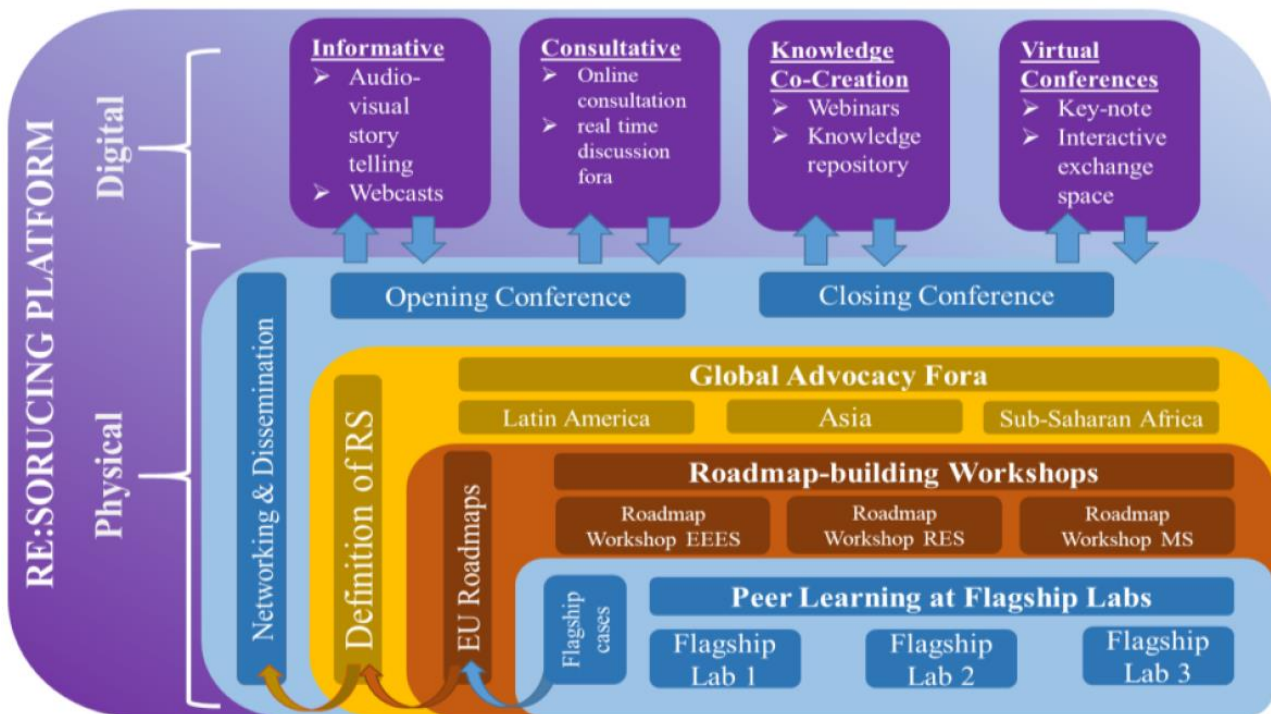 RE:SORUCING PLATFORM
Digital
Physical
Informative
➢ Audio-
visual
story
telling
➢ Webcasts
Consultative
➢ Online
consultation
➢ real time
discussion
fora
Knowledge
Co-Creation
➢ Webinars
➢ Knowledge
repository
Virtual
Conferences
➢ Key-note
➢ Interactive
exchange
space
Opening Conference
Closing Conference
Networking & Dissemination
Global Advocacy Fora
Latin America
Asia
Sub-Saharan Africa
Definition of RS
Roadmap-building Workshops
Roadmap
Workshop EEES
Roadmap
Workshop RES
Roadmap
Workshop MS
EU Roadmaps
Peer Learning at Flagship Labs
Flagship
cases
Flagship
Lab 1
Flagship
Lab 2
Flagship
Lab 3